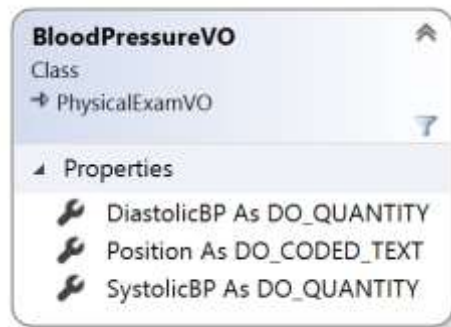 BloodPressureVO
Class
PhysicalExamVO
Properties
DiastolicBP As DO_QUANTITY
Position As DO_CODED_TEXT
SystolicBP As DO_QUANTITY